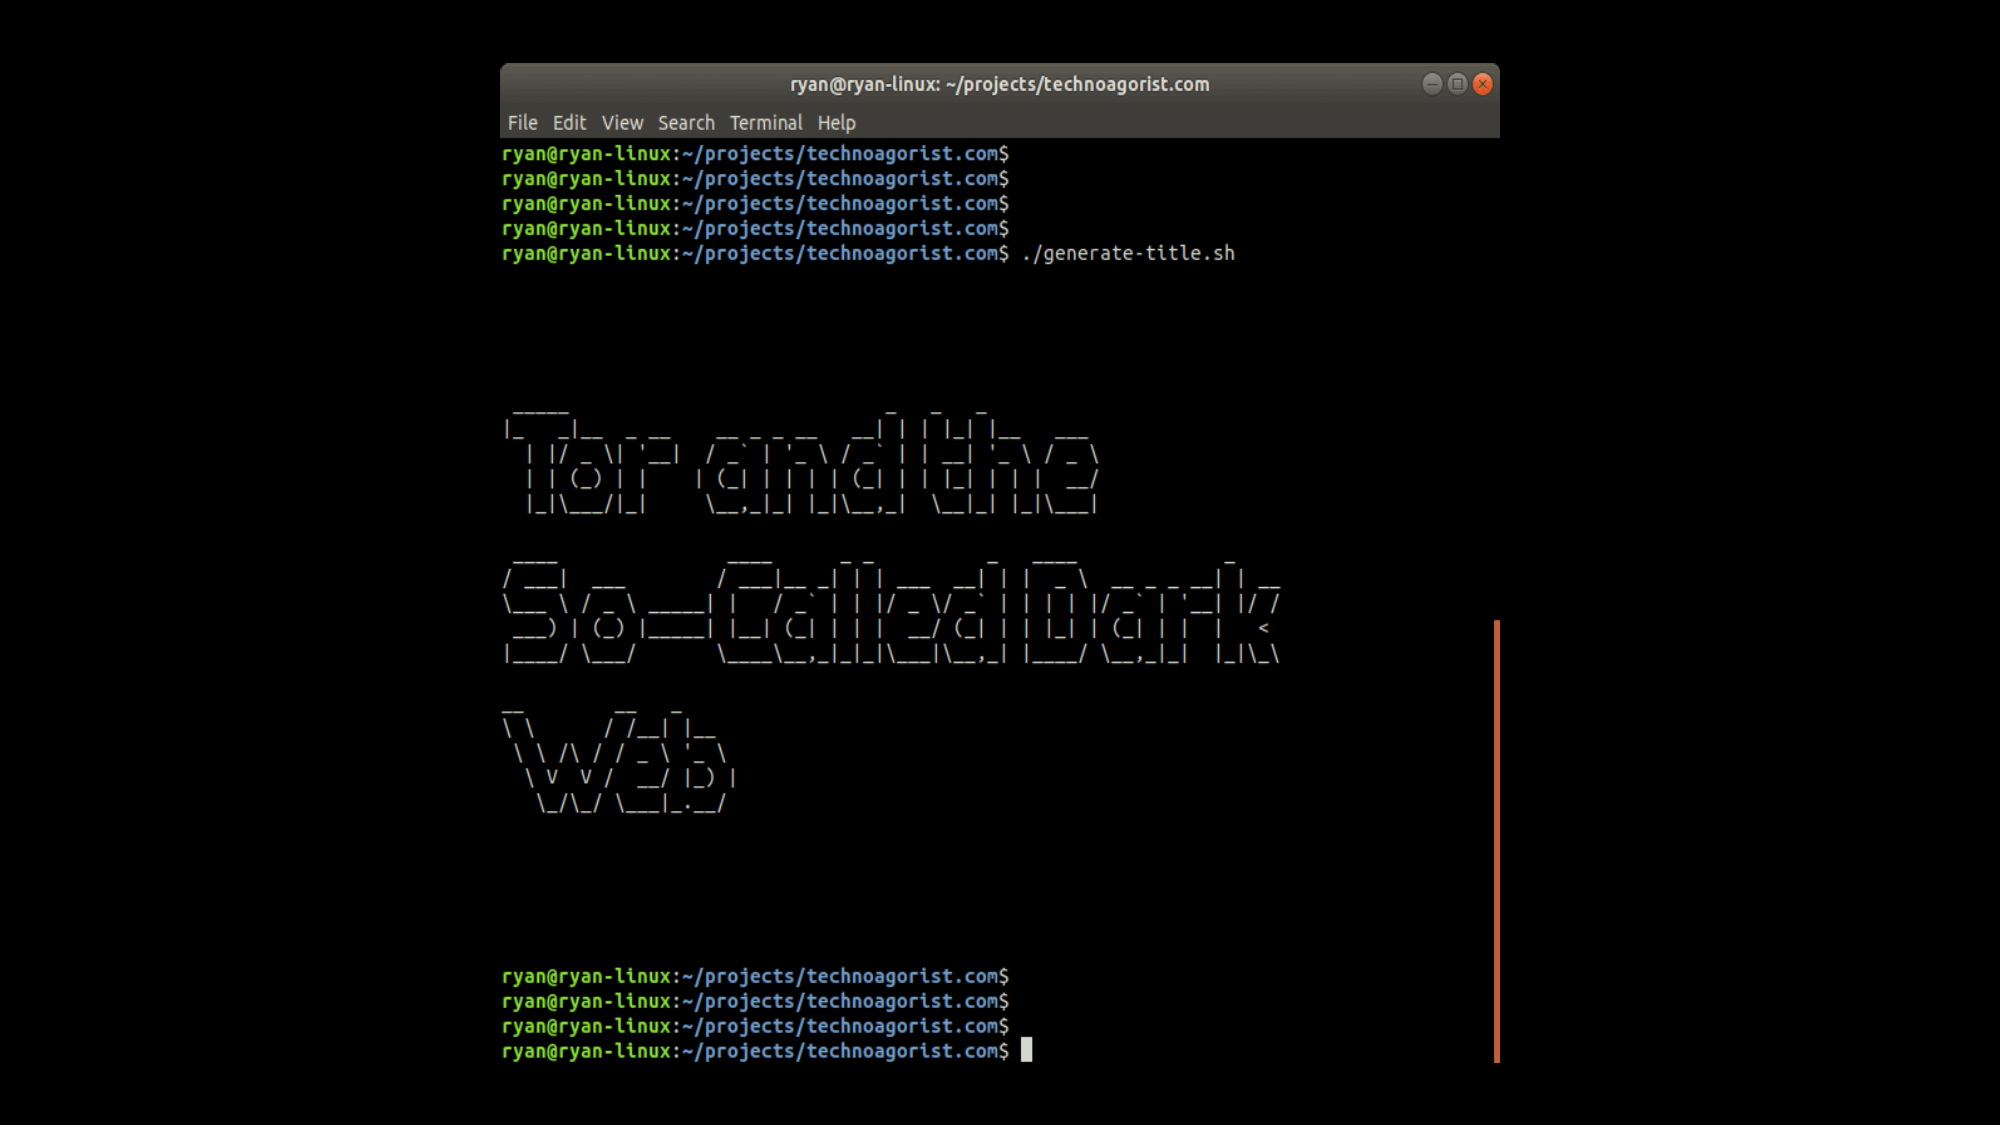 ryan@ryan-linux: ~/projects/technoagorist.com
File Edit View Search Terminal Help
ryan@ryan-linux:~/projects/technoagorist.com$
ryan@ryan-linux:~/projects/technoagorist.com$
ryan@ryan-linux:~/projects/technoagorist.com$
ryan@ryan-linux:~/projects/technoagorist.com$
ryan@ryan-linux:~/projects/technoagorist.com$ ./generate-title.sh
Tor and the
So-Called Dark
Web
ryan@ryan-linux:~/projects/technoagorist.com$
ryan@ryan-linux:~/projects/technoagorist.com$
ryan@ryan-linux:~/projects/technoagorist.com$
ryan@ryan-linux:~/projects/technoagorist.com$